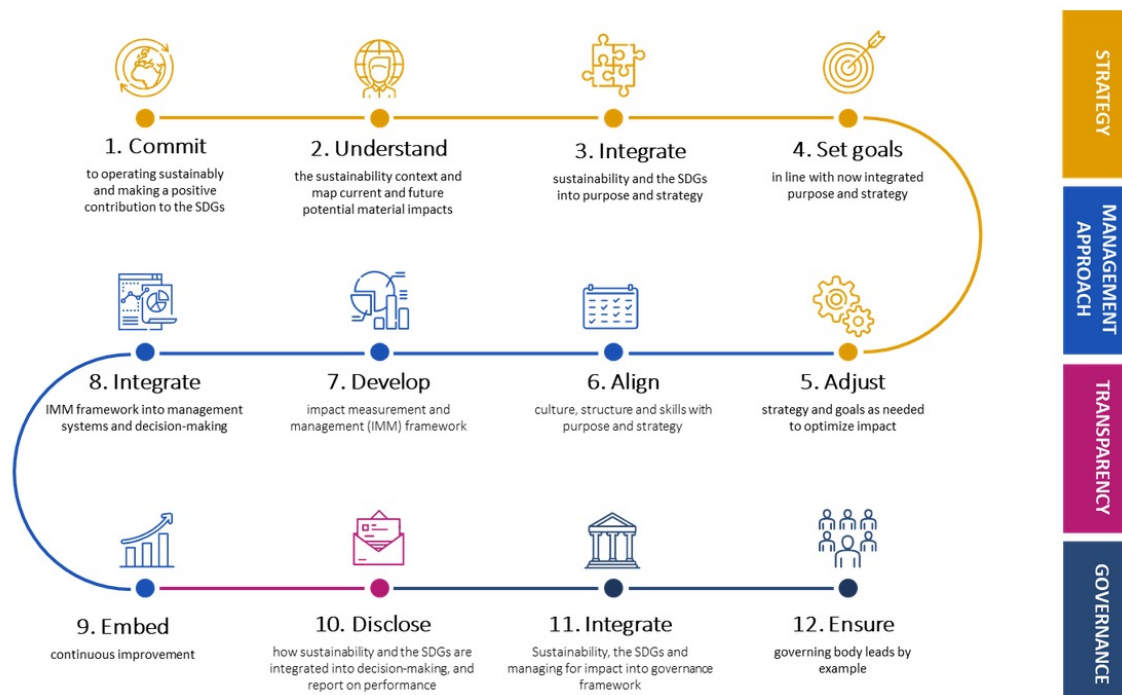 1. Commit
to operating sustainably
and making a positive
contribution to the SDGs
2. Understand
the sustainability context and
map current and future
potential material impacts
3. Integrate
sustainability and the SDGs
into purpose and strategy
4. Set goals
in line with now integrated
purpose and strategy
5. Adjust
strategy and goals as needed
to optimize impact
6. Align
culture, structure and skills with
purpose and strategy
7. Develop
impact measurement and
management (IMM) framework
8. Integrate
IMM framework into management
systems and decision-making
9. Embed
continuous improvement
10. Disclose
how sustainability and the SDGs are
integrated into decision-making, and
report on performance
11. Integrate
Sustainability, the SDGs and
managing for impact into governance
framework
12. Ensure
governing body leads by
example
STRATEGY
MANAGEMENT
APPROACH
TRANSPARENCY
GOVERNANCE